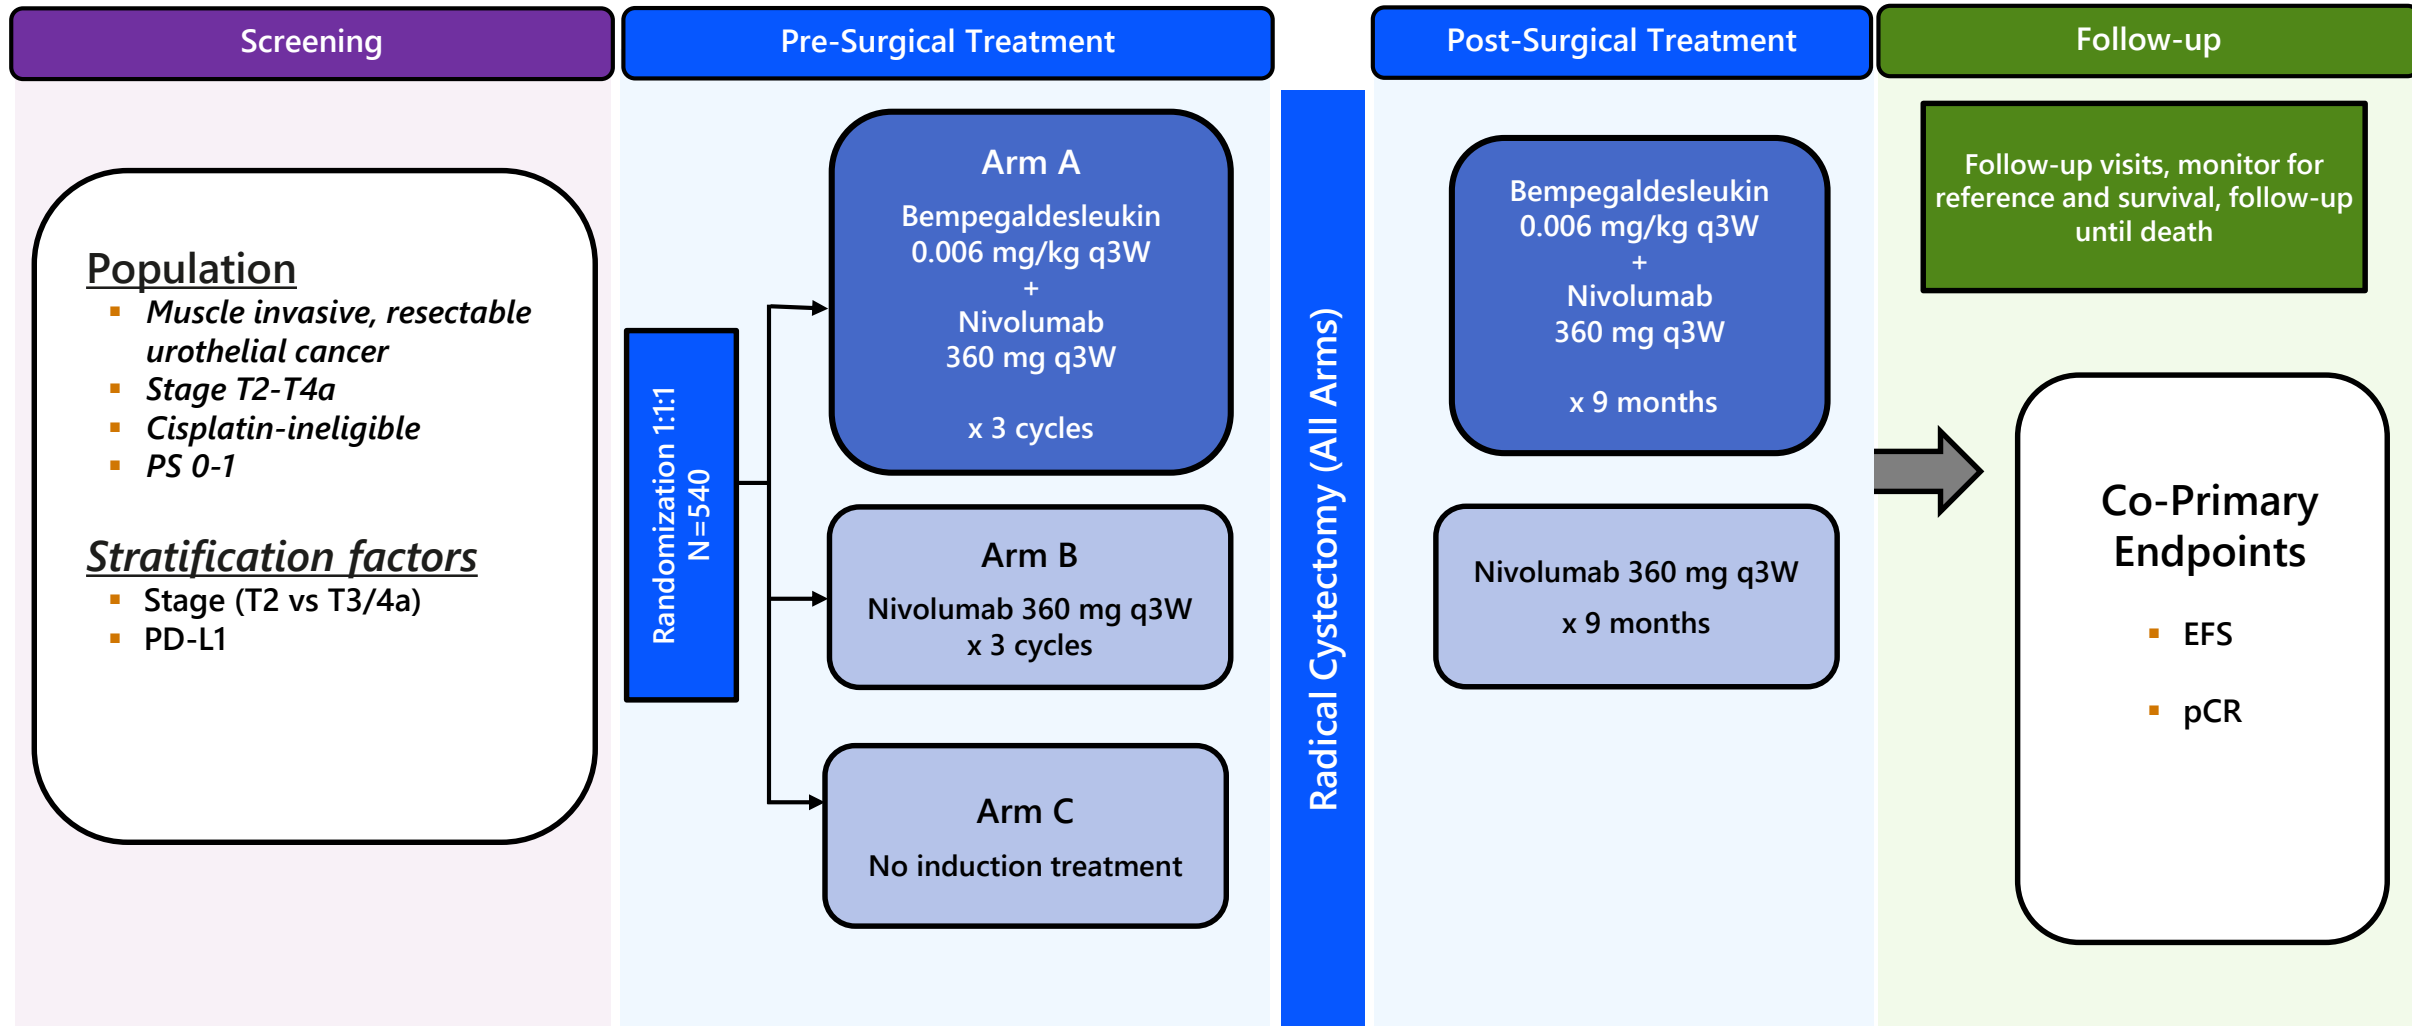 Screening
Population
Muscle invasive, resectable
urothelial cancer
Stage T2-T4a
Cisplatin-ineligible
PS 0-1
Stratification factors
Stage (T2 vs T3/4a)
PD-L1
Pre-Surgical Treatment
Randomization 1:1:1
N=540
Arm A
Bempegaldesleukin
0.006 mg/kg q3W
+
Nivolumab
360 mg q3W
x 3 cycles
Arm B
Nivolumab 360 mg q3W
x 3 cycles
Arm C
No induction treatment
Radical Cystectomy (All Arms)
Post-Surgical Treatment
Bempegaldesleukin
0.006 mg/kg q3W
+
Nivolumab
360 mg q3W
x 9 months
Nivolumab 360 mg q3W
x 9 months
Follow-up
Follow-up visits, monitor for
reference and survival, follow-up
until death
Co-Primary
Endpoints
EFS
pCR